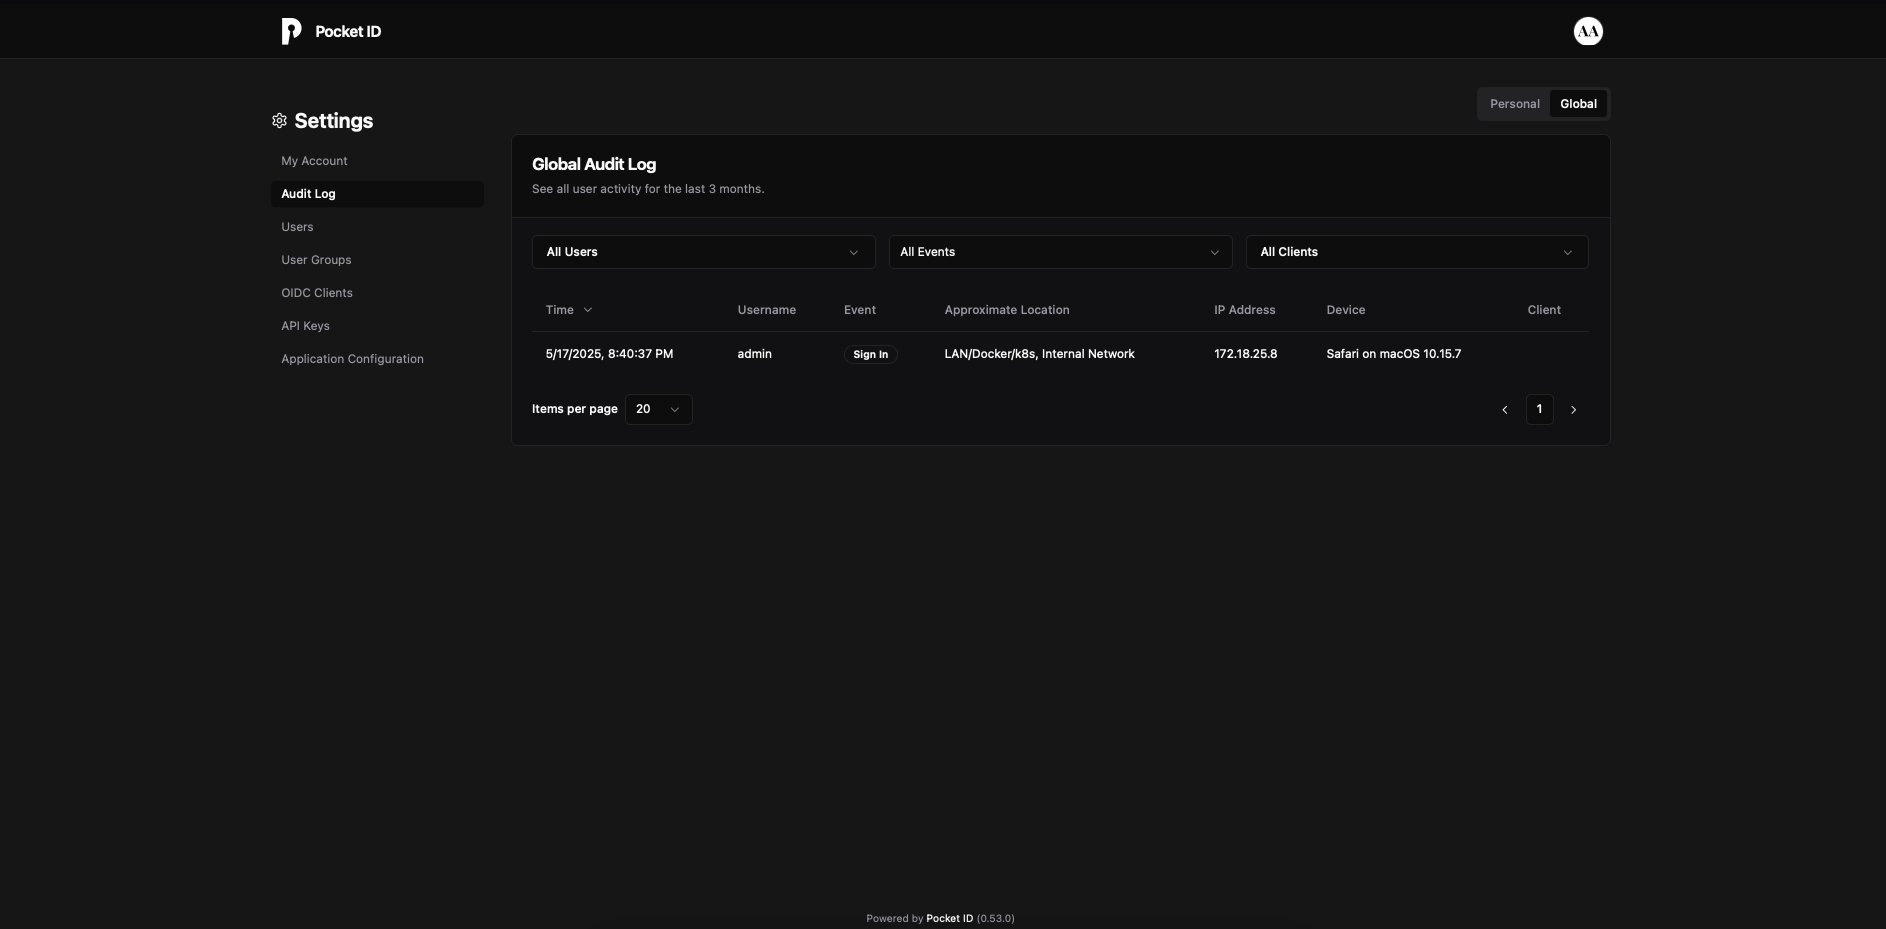 Pocket ID
AA
Personal Global
Settings
My Account
Audit Log
Users
User Groups
OIDC Clients
API Keys
Application Configuration
Global Audit Log
See all user activity for the last 3 months.
All Users All Events All Clients
Time Username Event Approximate Location IP Address Device Client
5/17/2025, 8:40:37 PM admin Sign In LAN/Docker/k8s, Internal Network 172.18.25.8 Safari on macOS 10.15.7
Items per page 20 1
Powered by Pocket ID (0.53.0)